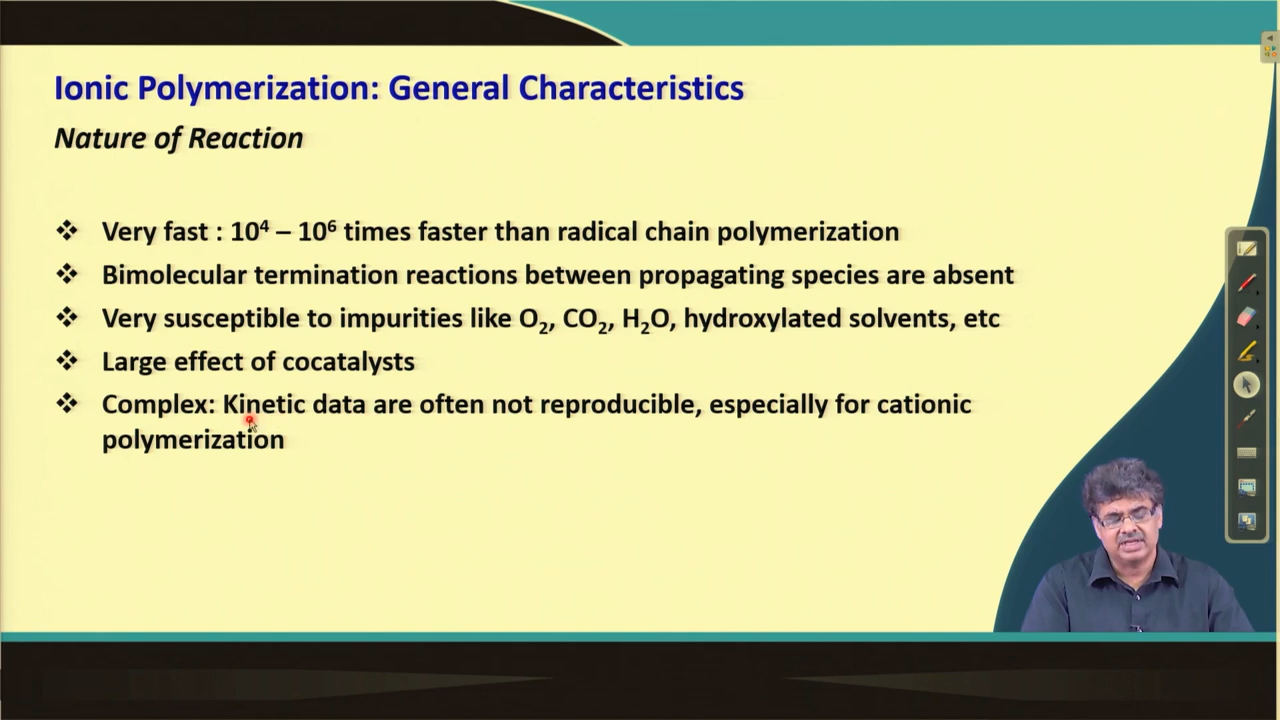 Ionic Polymerization: General Characteristics
Nature of Reaction
❖ Very fast : 10⁴ – 10⁶ times faster than radical chain polymerization
❖ Bimolecular termination reactions between propagating species are absent
❖ Very susceptible to impurities like O₂, CO₂, H₂O, hydroxylated solvents, etc
❖ Large effect of cocatalysts
❖ Complex: Kinetic data are often not reproducible, especially for cationic
polymerization